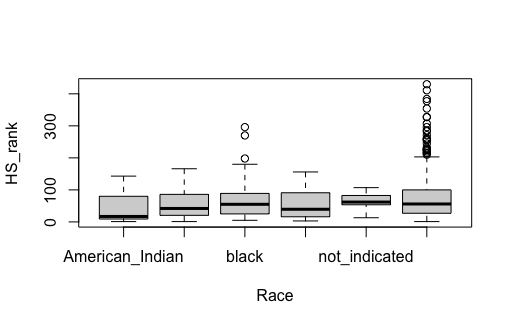 HS_rank
300
100
0
American_Indian
black
not_indicated
Race